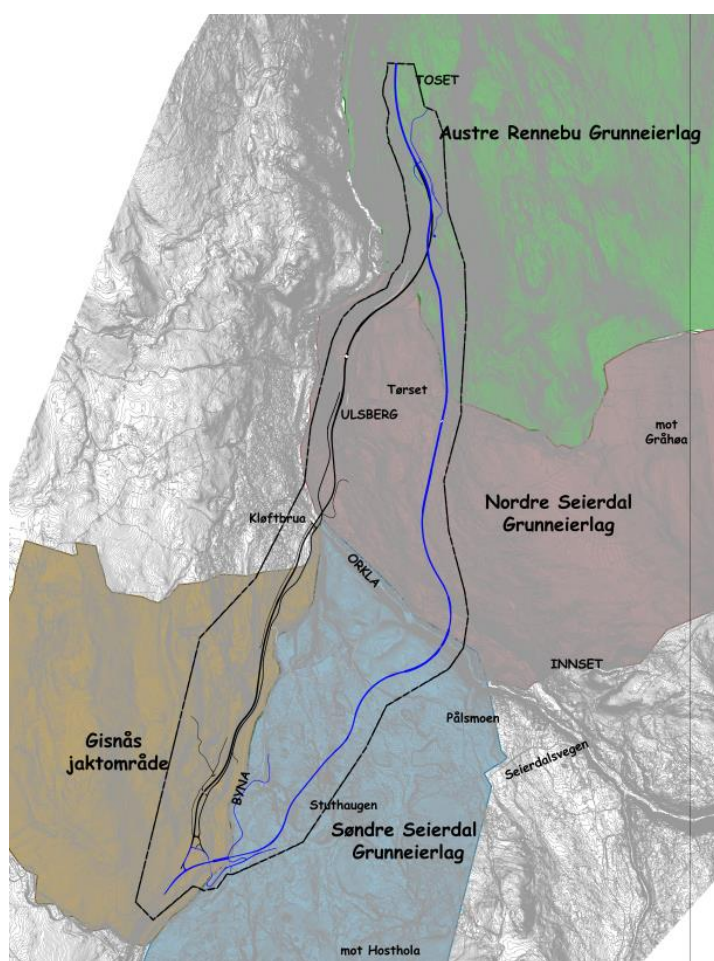 TOSET
Austre Rennebu Grunneierlag
Tørset
ULSBERG
mot
Gråhøa
Nordre Seierdal
Grunneierlag
Kløftbrua
ORKLA
INNSET
Pålsmoen
Gisnås
jaktområde
Seierdalsvegen
BYNA
Stuthaugen
Søndre Seierdal
Grunneierlag
mot Hosthola